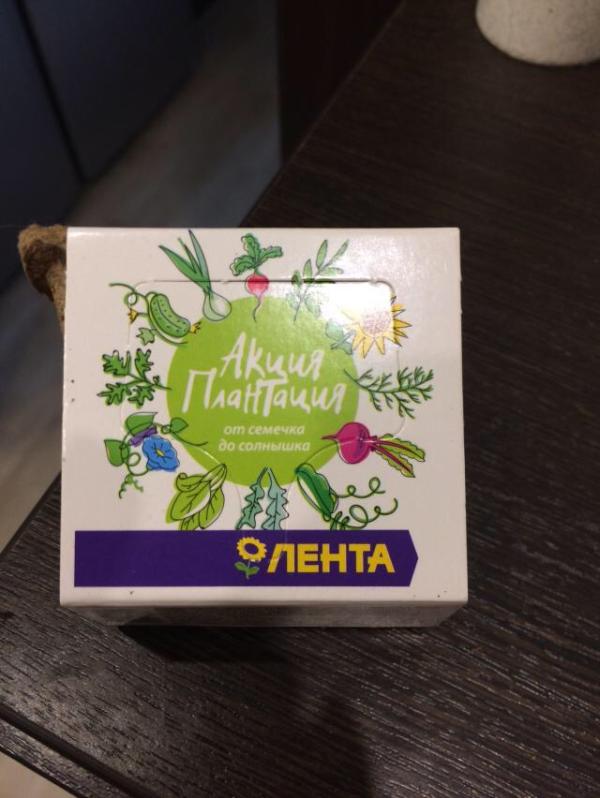 Акция
Плантация
от семечка
до солнышка
ЛЕНТА